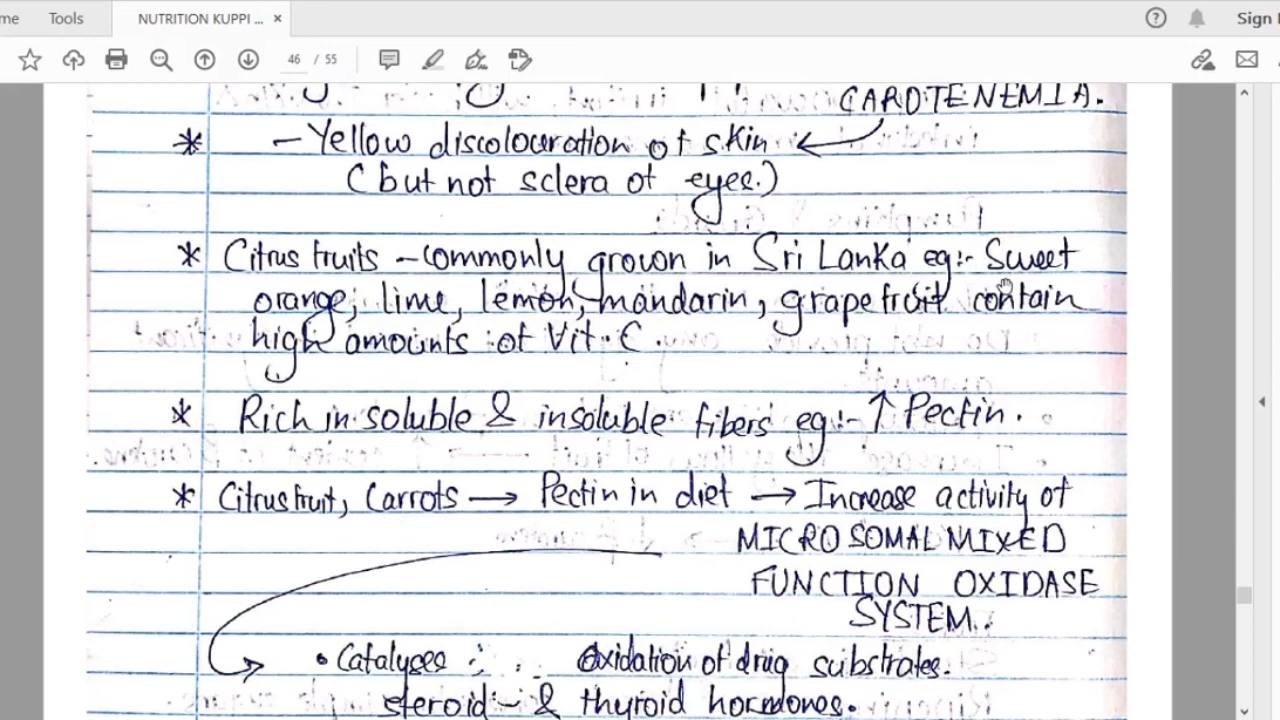 me Tools NUTRITION KUPPI ... × Sign
46 / 55
CAROTENEMIA.
* – Yellow discolouration of skin ←
( but not sclera of eyes.)
* Citrus fruits – commonly grown in Sri Lanka eg:- Sweet
orange, lime, lemon, mandarin, grapefruit contain
high amounts of Vit. C.
* Rich in soluble & insoluble fibers eg:- ↑ Pectin.
* Citrus fruit, Carrots → Pectin in diet → Increase activity of
MICROSOMAL MIXED
FUNCTION OXIDASE
SYSTEM.
• Catalyses : Oxidation of drug substrates.
steroid - & thyroid hormones.